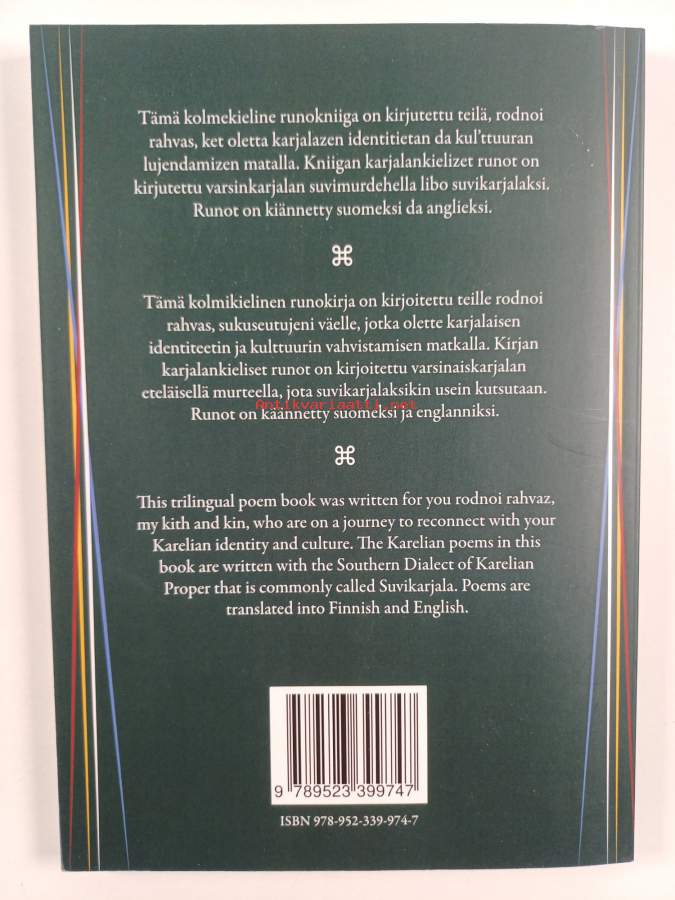 Tämä kolmekieline runokniiga on kirjutettu teilä, rodnoi
rahvas, ket oletta karjalazen identitietan da kul'ttuuran
lujendamizen matalla. Kniigan karjalankielizet runot on
kirjutettu varsinkarjalan suvimurdehella libo suvikarjalaksi.
Runot on kiännetty suomeksi da anglieksi.
⌘
Tämä kolmikielinen runokirja on kirjoitettu teille rodnoi
rahvas, sukuseutujeni väelle, jotka olette karjalaisen
identiteetin ja kulttuurin vahvistamisen matkalla. Kirjan
karjalankieliset runot on kirjoitettu varsinaiskarjalan
eteläisellä murteella, jota suvikarjalaksikin usein kutsutaan.
Antikvariaatti.net
Runot on käännetty suomeksi ja englanniksi.
⌘
This trilingual poem book was written for you rodnoi rahvaz,
my kith and kin, who are on a journey to reconnect with your
Karelian identity and culture. The Karelian poems in this
book are written with the Southern Dialect of Karelian
Proper that is commonly called Suvikarjala. Poems are
translated into Finnish and English.
9 789523 399747
ISBN 978-952-339-974-7